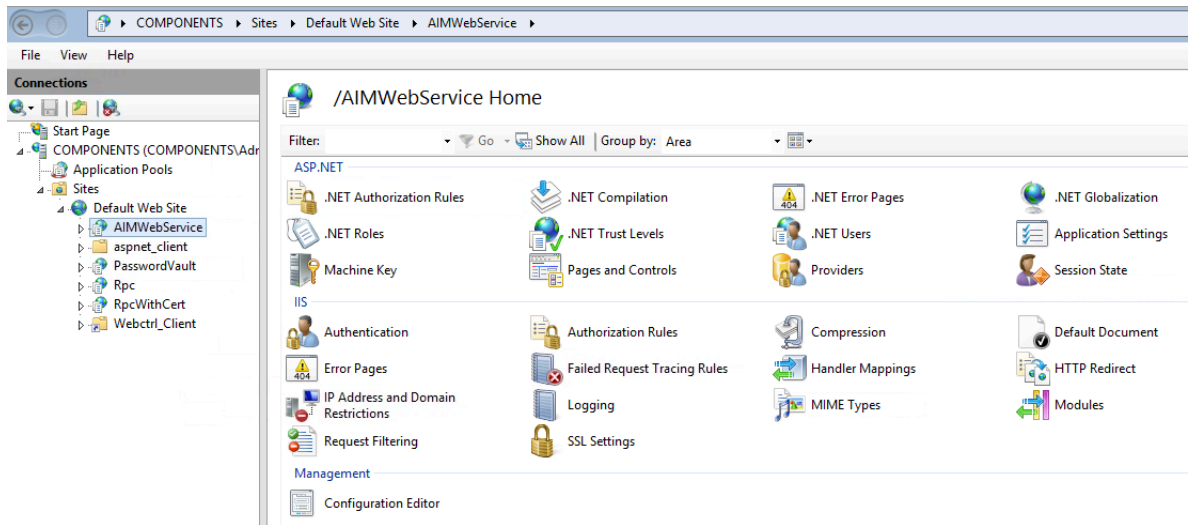 COMPONENTS Sites Default Web Site AIMWebService
File View Help
Connections
Start Page
COMPONENTS (COMPONENTS\Adr
Application Pools
Sites
Default Web Site
AIMWebService
aspnet_client
PasswordVault
Rpc
RpcWithCert
Webctrl_Client
/AIMWebService Home
Filter: Go Show All Group by: Area
ASP.NET
.NET Authorization Rules .NET Compilation 404 .NET Error Pages .NET Globalization
.NET Roles .NET Trust Levels .NET Users Application Settings
Machine Key Pages and Controls Providers Session State
IIS
Authentication Authorization Rules Compression Default Document
404 Error Pages Failed Request Tracing Rules Handler Mappings HTTP Redirect
IP Address and Domain
Restrictions Logging MIME Types Modules
Request Filtering SSL Settings
Management
Configuration Editor